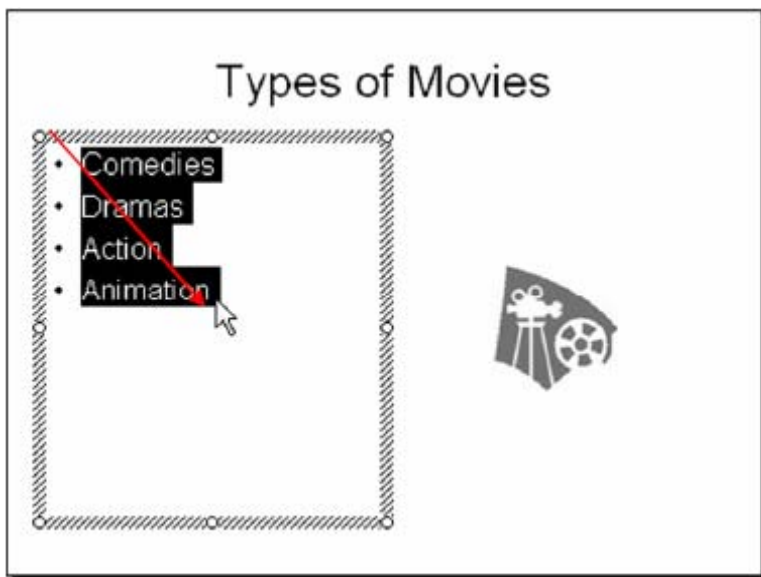 Types of Movies
• Comedies
• Dramas
• Action
• Animation